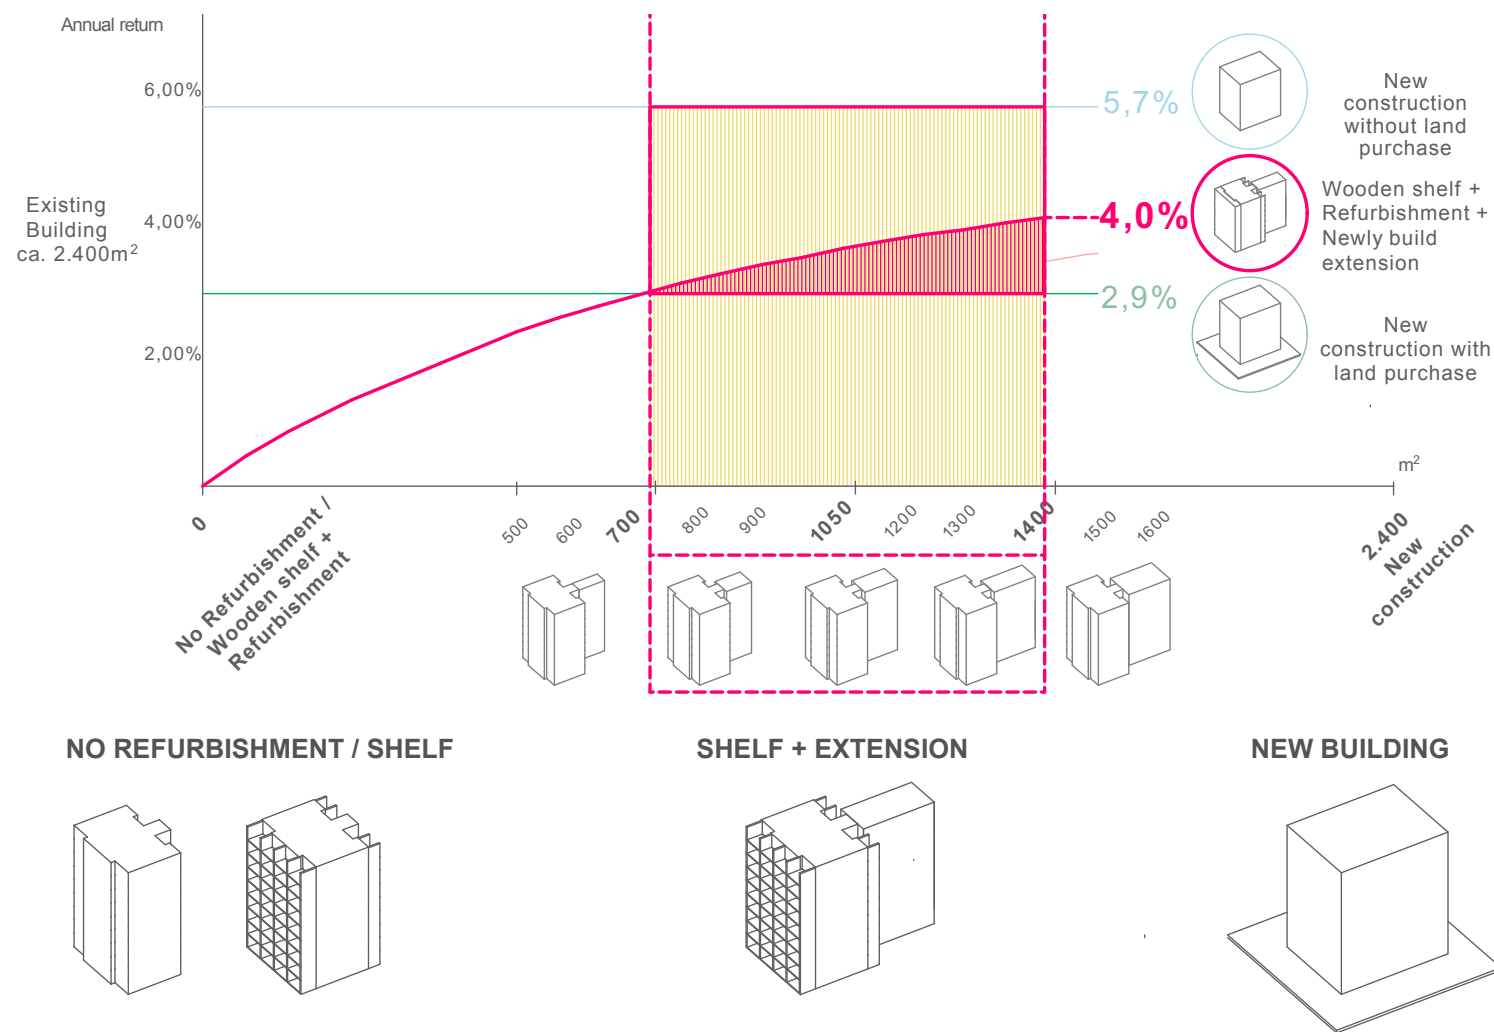 Annual return
6,00%
Existing
Building
ca. 2.400m²
4,00%
2,00%
5,7%
New
construction
without land
purchase
4,0%
Wooden shelf +
Refurbishment +
Newly build
extension
2,9%
New
construction with
land purchase
m²
0
No Refurbishment /
Wooden shelf +
Refurbishment
500
600
700
800
900
1050
1200
1300
1400
1500
1600
2.400
New
construction
NO REFURBISHMENT / SHELF
SHELF + EXTENSION
NEW BUILDING